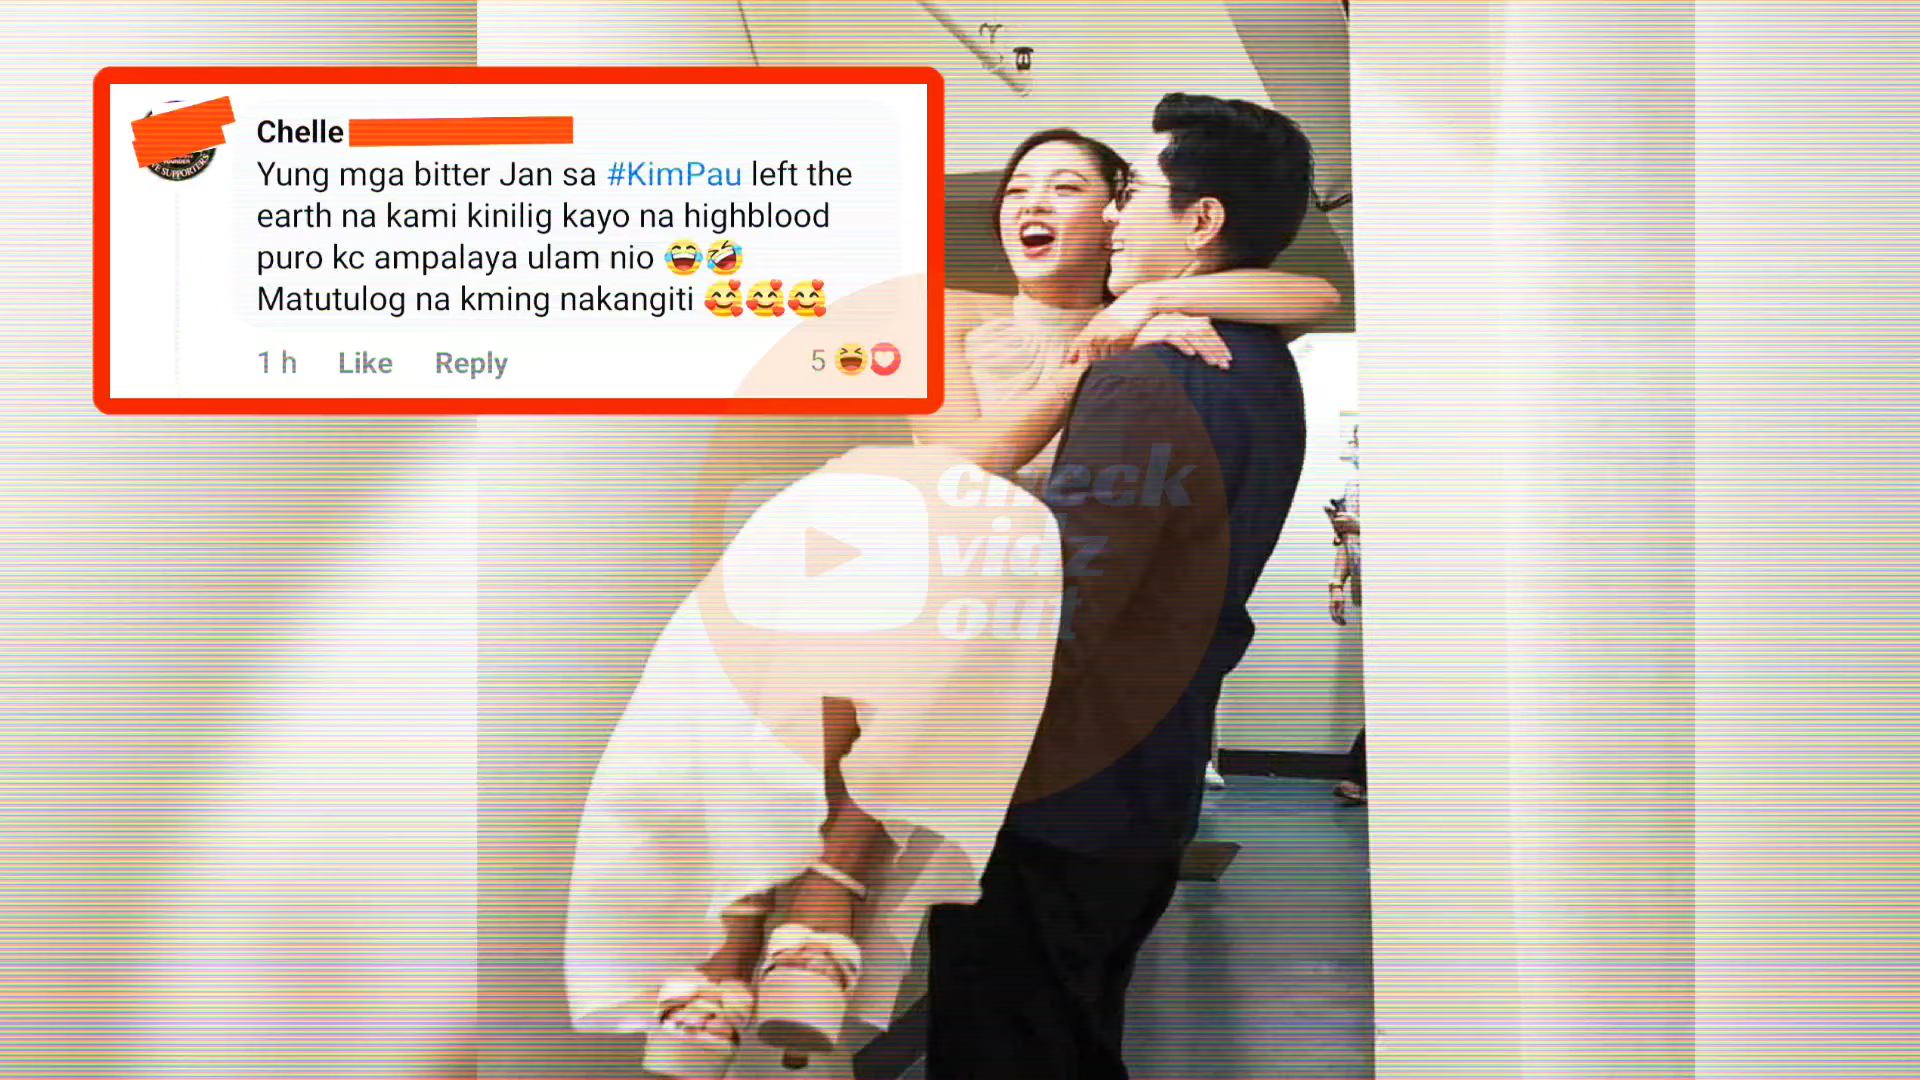 Chelle
Yung mga bitter Jan sa #KimPau left the
earth na kami kinilig kayo na highblood
puro kc ampalaya ulam nio 😂🤣
Matutulog na kming nakangiti 🥰🥰🥰
1 h Like Reply 5
check
vidz
out